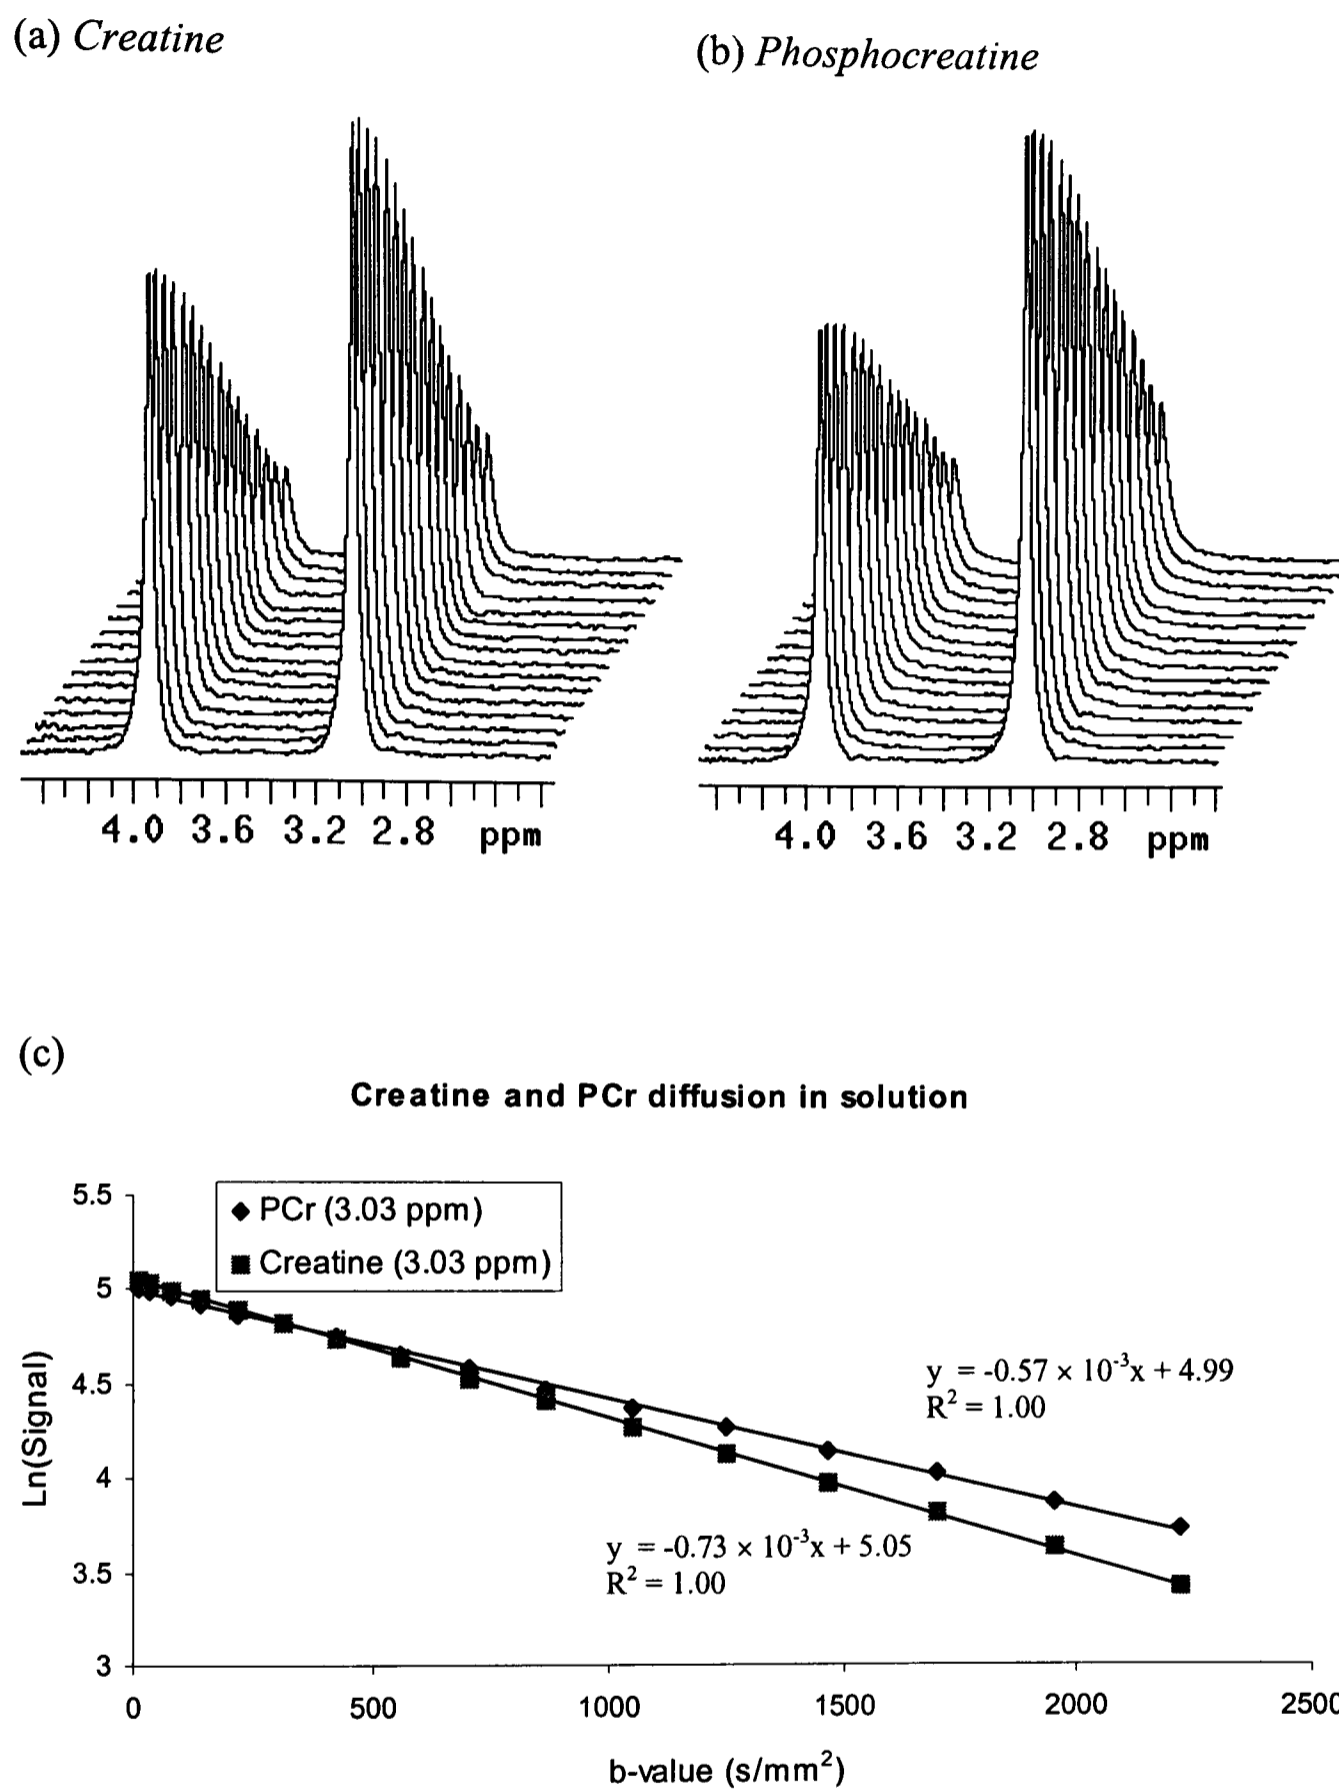 (a) Creatine
(b) Phosphocreatine
4.0 3.6 3.2 2.8 ppm
4.0 3.6 3.2 2.8 ppm
(c)
Creatine and PCr diffusion in solution
5.5
5
4.5
4
3.5
3
Ln(Signal)
PCr (3.03 ppm)
Creatine (3.03 ppm)
y = -0.57 × 10⁻³x + 4.99
R² = 1.00
y = -0.73 × 10⁻³x + 5.05
R² = 1.00
0 500 1000 1500 2000 2500
b-value (s/mm²)